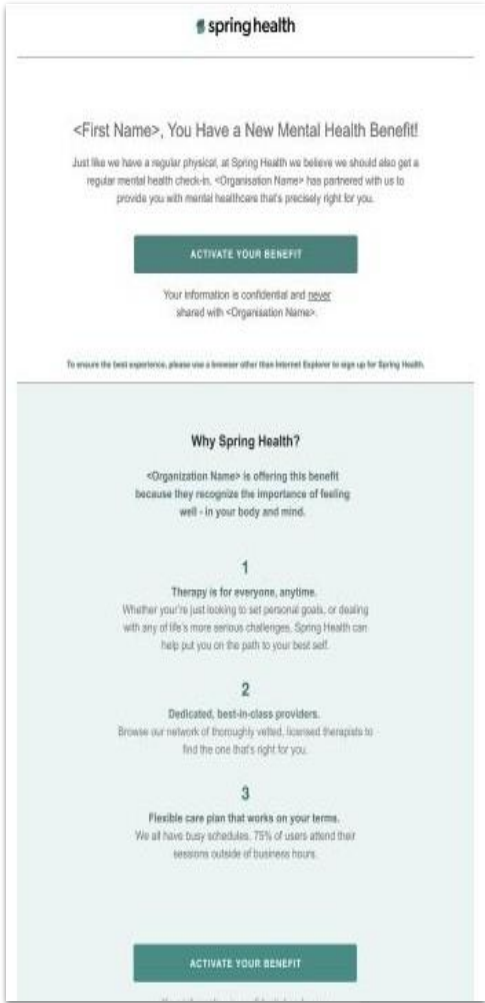 spring health
<First Name>, You Have a New Mental Health Benefit!
Just like we have a regular physical, at Spring Health we believe we should also get a
regular mental health check-in. <Organisation Name> has partnered with us to
provide you with mental healthcare that's precisely right for you.
ACTIVATE YOUR BENEFIT
Your information is confidential and never
shared with <Organisation Name>.
To ensure the best experience, please use a browser other than Internet Explorer to sign up for Spring Health.
Why Spring Health?
<Organization Name> is offering this benefit
because they recognize the importance of feeling
well - in your body and mind.
1
Therapy is for everyone, anytime.
Whether your're just looking to set personal goals, or dealing
with any of life's more serious challenges, Spring Health can
help put you on the path to your best self.
2
Dedicated, best-in-class providers.
Browse our network of thoroughly vetted, licensed therapists to
find the one that's right for you.
3
Flexible care plan that works on your terms.
We all have busy schedules. 75% of users attend their
sessions outside of business hours.
ACTIVATE YOUR BENEFIT